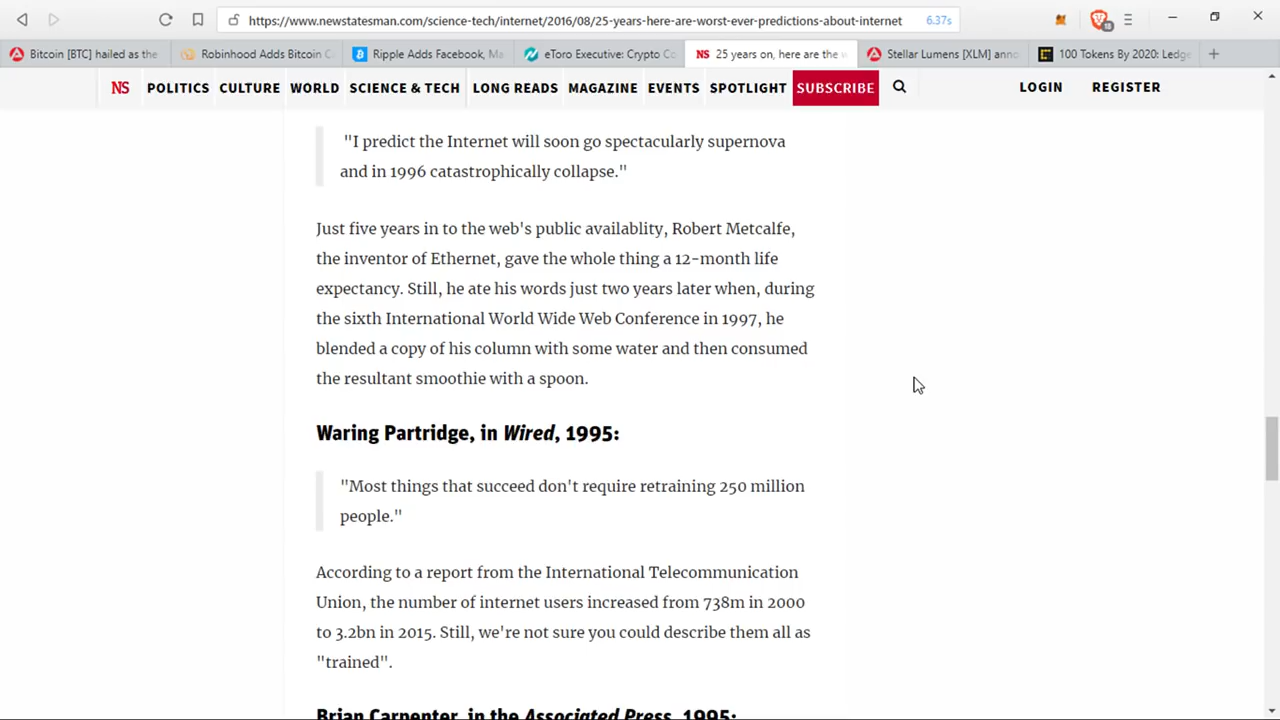 https://www.newstatesman.com/science-tech/internet/2016/08/25-years-here-are-worst-ever-predictions-about-internet 6.37s 18
Bitcoin [BTC] hailed as the Robinhood Adds Bitcoin C Ripple Adds Facebook, Ma eToro Executive: Crypto Co NS 25 years on, here are the w Stellar Lumens [XLM] anno 100 Tokens By 2020: Ledge
NS POLITICS CULTURE WORLD SCIENCE & TECH LONG READS MAGAZINE EVENTS SPOTLIGHT SUBSCRIBE LOGIN REGISTER
"I predict the Internet will soon go spectacularly supernova
and in 1996 catastrophically collapse."
Just five years in to the web's public availablity, Robert Metcalfe,
the inventor of Ethernet, gave the whole thing a 12-month life
expectancy. Still, he ate his words just two years later when, during
the sixth International World Wide Web Conference in 1997, he
blended a copy of his column with some water and then consumed
the resultant smoothie with a spoon.
Waring Partridge, in Wired, 1995:
"Most things that succeed don't require retraining 250 million
people."
According to a report from the International Telecommunication
Union, the number of internet users increased from 738m in 2000
to 3.2bn in 2015. Still, we're not sure you could describe them all as
"trained".
Brian Carpenter, in the Associated Press, 1995: